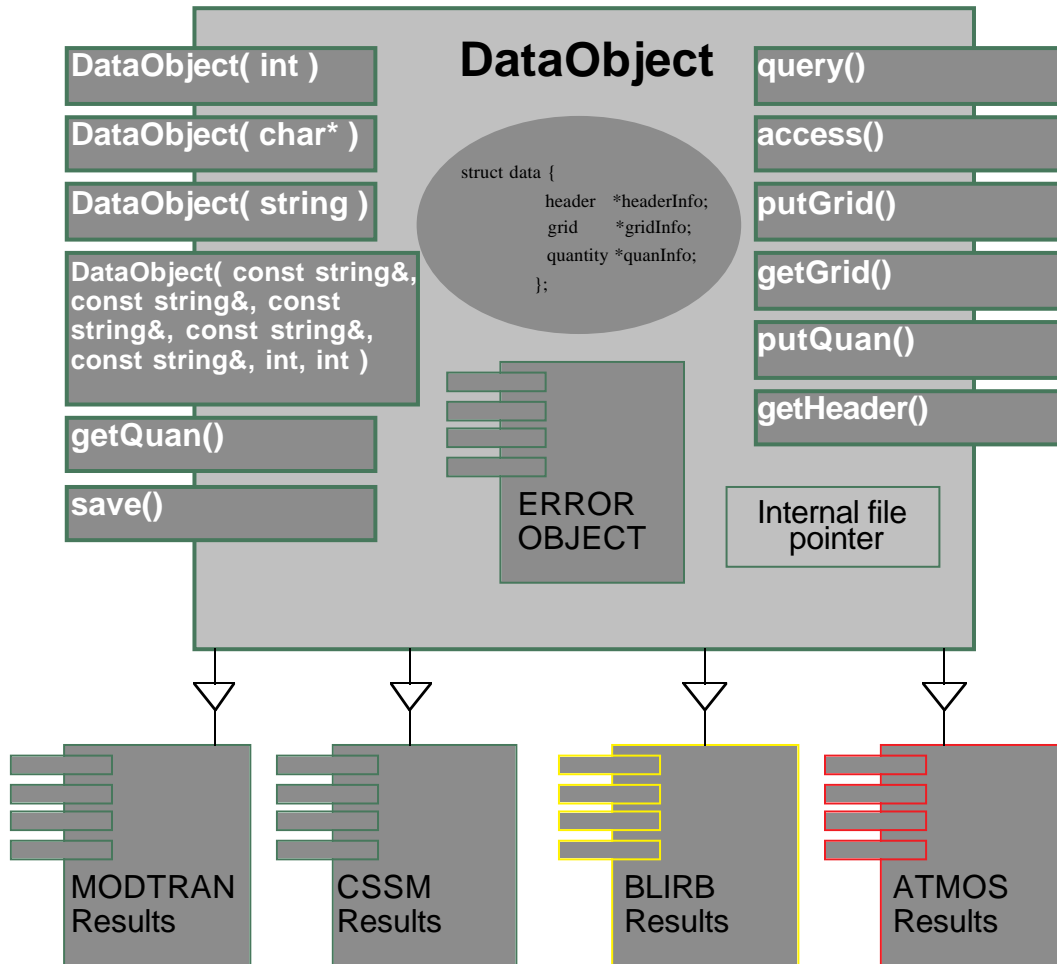 DataObject
DataObject( int )
DataObject( char* )
DataObject( string )
DataObject( const string&,
const string&, const
string&, const string&,
const string&, int, int )
getQuan()
save()
struct data {
header *headerInfo;
grid *gridInfo;
quantity *quanInfo;
};
ERROR
OBJECT
query()
access()
putGrid()
getGrid()
putQuan()
getHeader()
Internal file
pointer
MODTRAN
Results
CSSM
Results
BLIRB
Results
ATMOS
Results